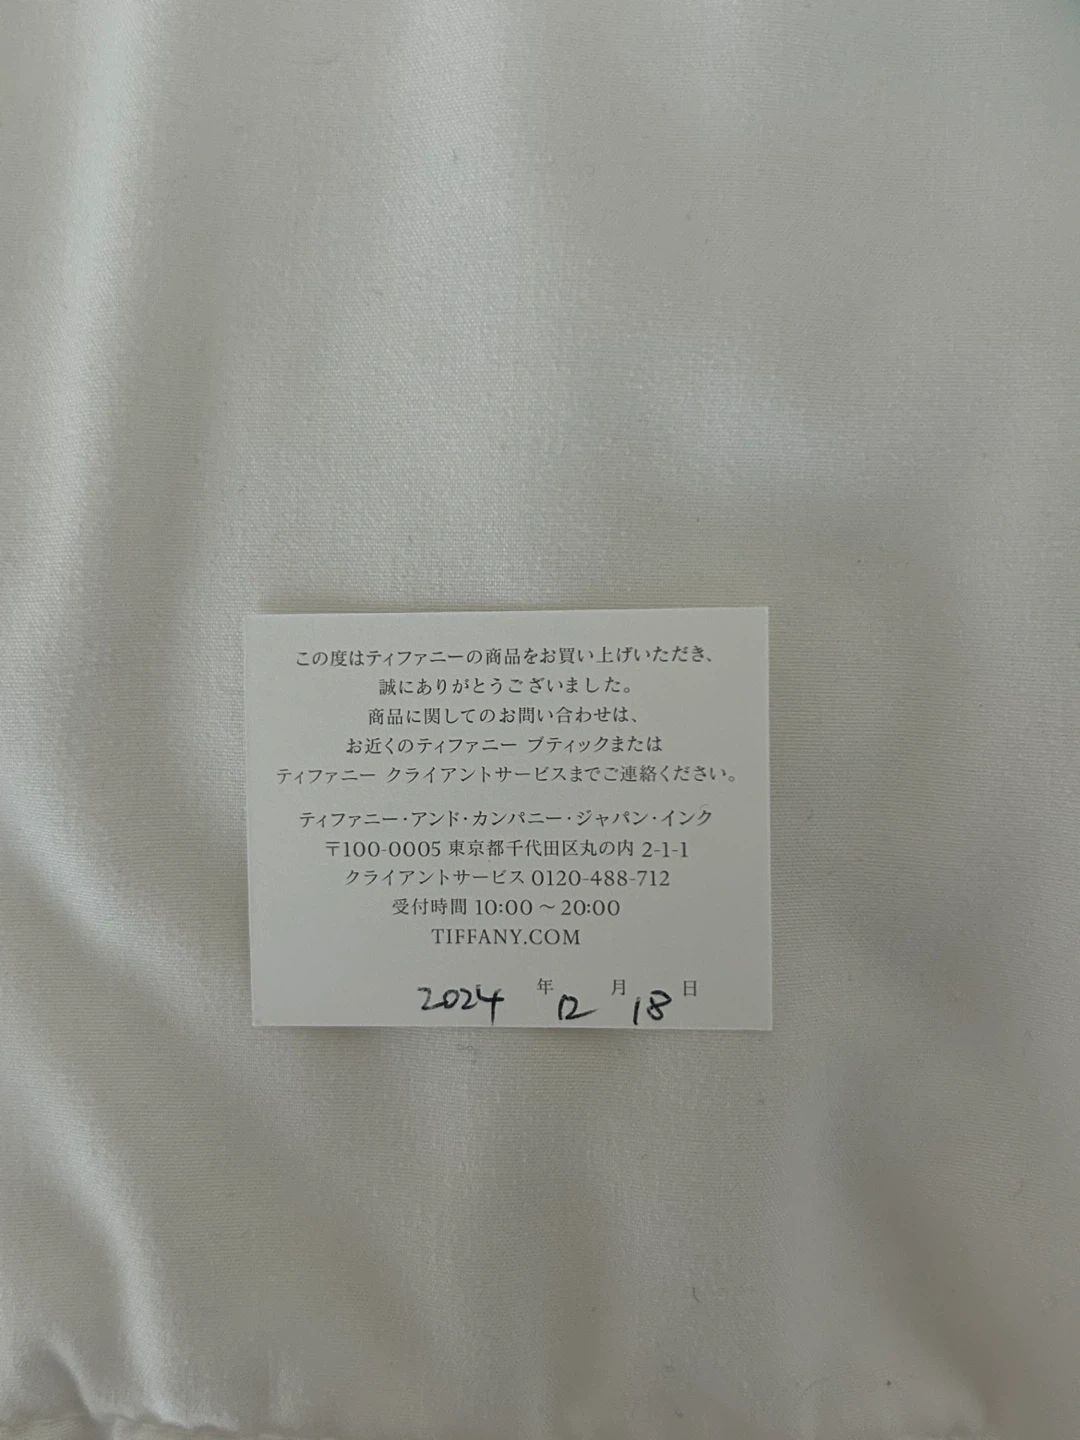 この度はティファニーの商品をお買い上げいただき、
誠にありがとうございました。
商品に関してのお問い合わせは、
お近くのティファニー ブティックまたは
ティファニー クライアントサービスまでご連絡ください。
ティファニー・アンド・カンパニー・ジャパン・インク
〒100-0005 東京都千代田区丸の内 2-1-1
クライアントサービス 0120-488-712
受付時間 10:00 〜 20:00
TIFFANY.COM
2024 年 12 月 18 日